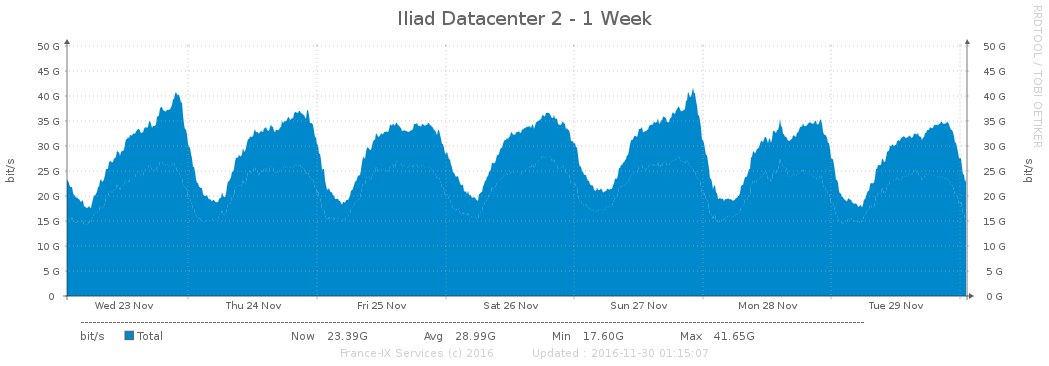 Iliad Datacenter 2 - 1 Week
RRDTOOL / TOBI OETIKER
50 G 50 G
45 G 45 G
40 G 40 G
35 G 35 G
30 G 30 G
25 G 25 G
20 G 20 G
15 G 15 G
10 G 10 G
5 G 5 G
0 0 G
bit/s
bit/s
Wed 23 Nov Thu 24 Nov Fri 25 Nov Sat 26 Nov Sun 27 Nov Mon 28 Nov Tue 29 Nov
bit/s Total Now 23.39G Avg 28.99G Min 17.60G Max 41.65G
France-IX Services (c) 2016 Updated : 2016-11-30 01:15:07